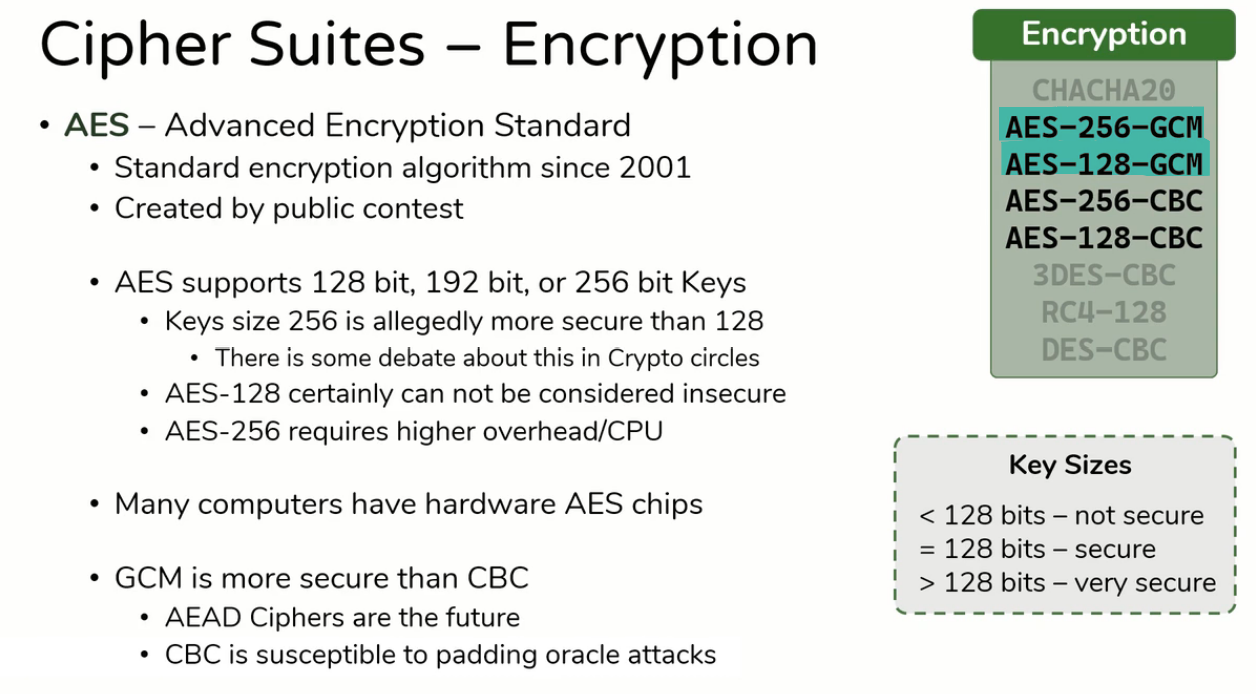 Cipher Suites – Encryption
• AES – Advanced Encryption Standard
• Standard encryption algorithm since 2001
• Created by public contest
• AES supports 128 bit, 192 bit, or 256 bit Keys
• Keys size 256 is allegedly more secure than 128
• There is some debate about this in Crypto circles
• AES-128 certainly can not be considered insecure
• AES-256 requires higher overhead/CPU
• Many computers have hardware AES chips
• GCM is more secure than CBC
• AEAD Ciphers are the future
• CBC is susceptible to padding oracle attacks
Encryption
CHACHA20
AES-256-GCM
AES-128-GCM
AES-256-CBC
AES-128-CBC
3DES-CBC
RC4-128
DES-CBC
Key Sizes
< 128 bits – not secure
= 128 bits – secure
> 128 bits – very secure